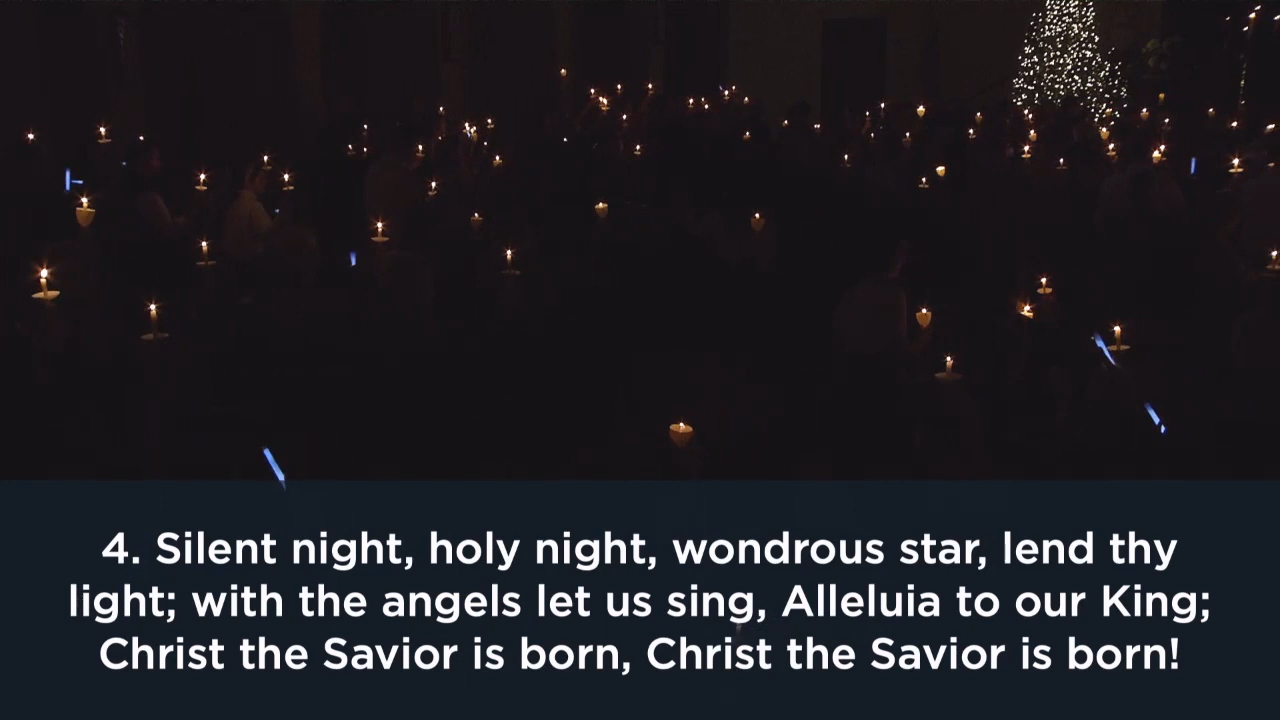 4. Silent night, holy night, wondrous star, lend thy
light; with the angels let us sing, Alleluia to our King;
Christ the Savior is born, Christ the Savior is born!